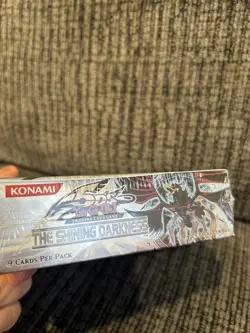 KONAMI
THE SHINING DARKNESS
9 CARDS PER PACK